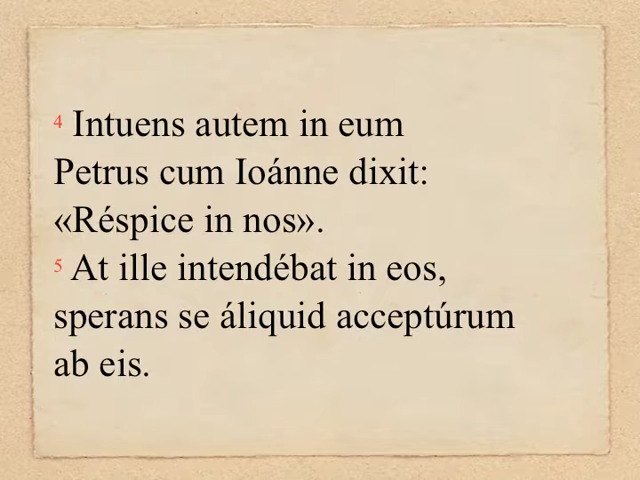 4 Intuens autem in eum
Petrus cum Ioánne dixit:
«Réspice in nos».
5 At ille intendébat in eos,
sperans se áliquid acceptúrum
ab eis.